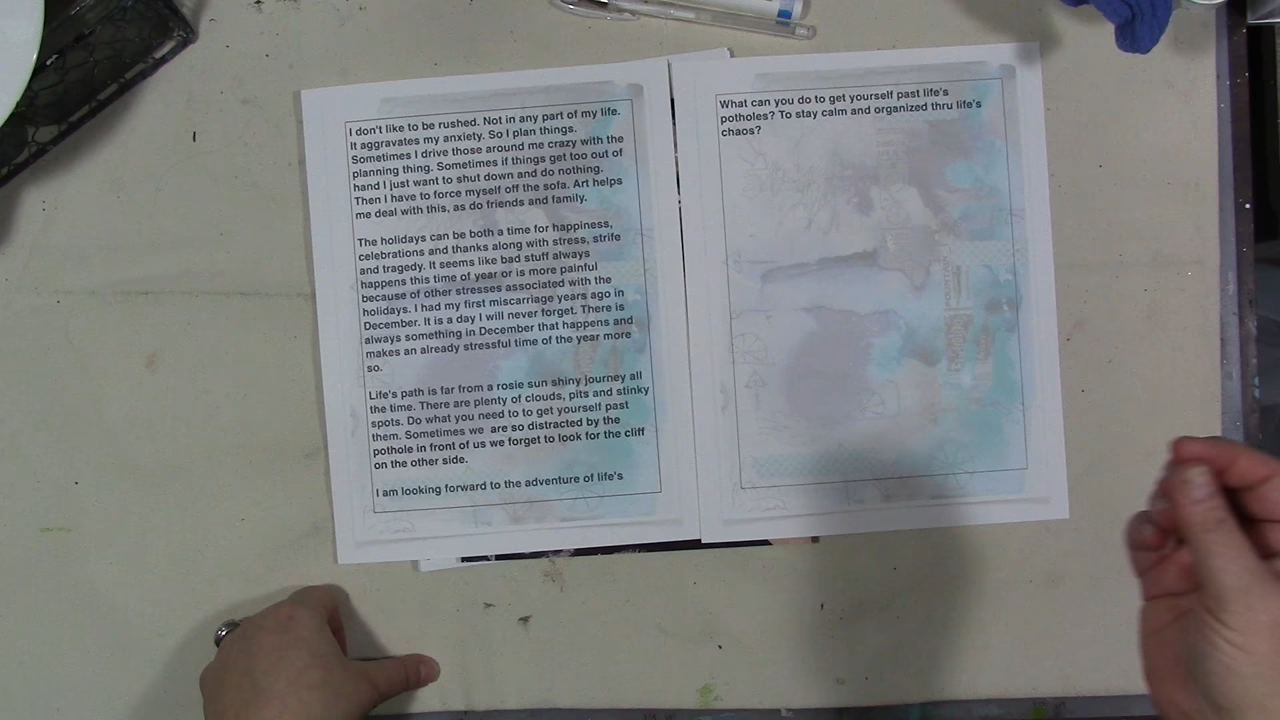 I don't like to be rushed. Not in any part of my life.
It aggravates my anxiety. So I plan things.
Sometimes I drive those around me crazy with the
planning thing. Sometimes if things get too out of
hand I just want to shut down and do nothing.
Then I have to force myself off the sofa. Art helps
me deal with this, as do friends and family.
The holidays can be both a time for happiness,
celebrations and thanks along with stress, strife
and tragedy. It seems like bad stuff always
happens this time of year or is more painful
because of other stresses associated with the
holidays. I had my first miscarriage years ago in
December. It is a day I will never forget. There is
always something in December that happens and
makes an already stressful time of the year more
so.
Life's path is far from a rosie sun shiny journey all
the time. There are plenty of clouds, pits and stinky
spots. Do what you need to to get yourself past
them. Sometimes we are so distracted by the
pothole in front of us we forget to look for the cliff
on the other side.
I am looking forward to the adventure of life's
What can you do to get yourself past life's
potholes? To stay calm and organized thru life's
chaos?